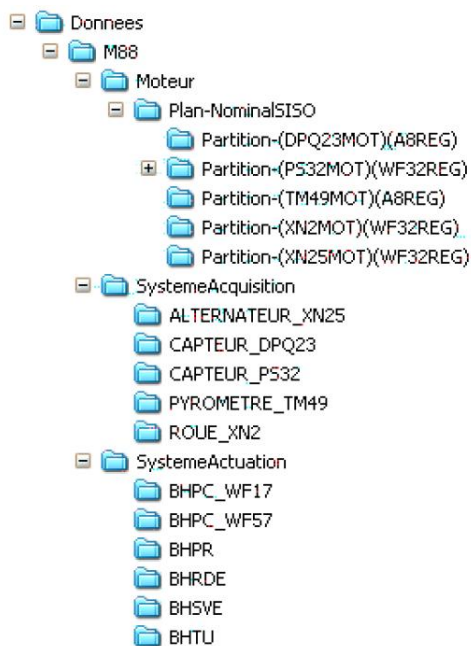 Donnees
M88
Moteur
Plan-NominalSISO
Partition-(DPQ23MOT)(A8REG)
Partition-(PS32MOT)(WF32REG)
Partition-(TM49MOT)(A8REG)
Partition-(XN2MOT)(WF32REG)
Partition-(XN25MOT)(WF32REG)
SystemeAcquisition
ALTERNATEUR_XN25
CAPTEUR_DPQ23
CAPTEUR_PS32
PYROMETRE_TM49
ROUE_XN2
SystemeActuation
BHPC_WF17
BHPC_WF57
BHPR
BHRDE
BHSVE
BHTU